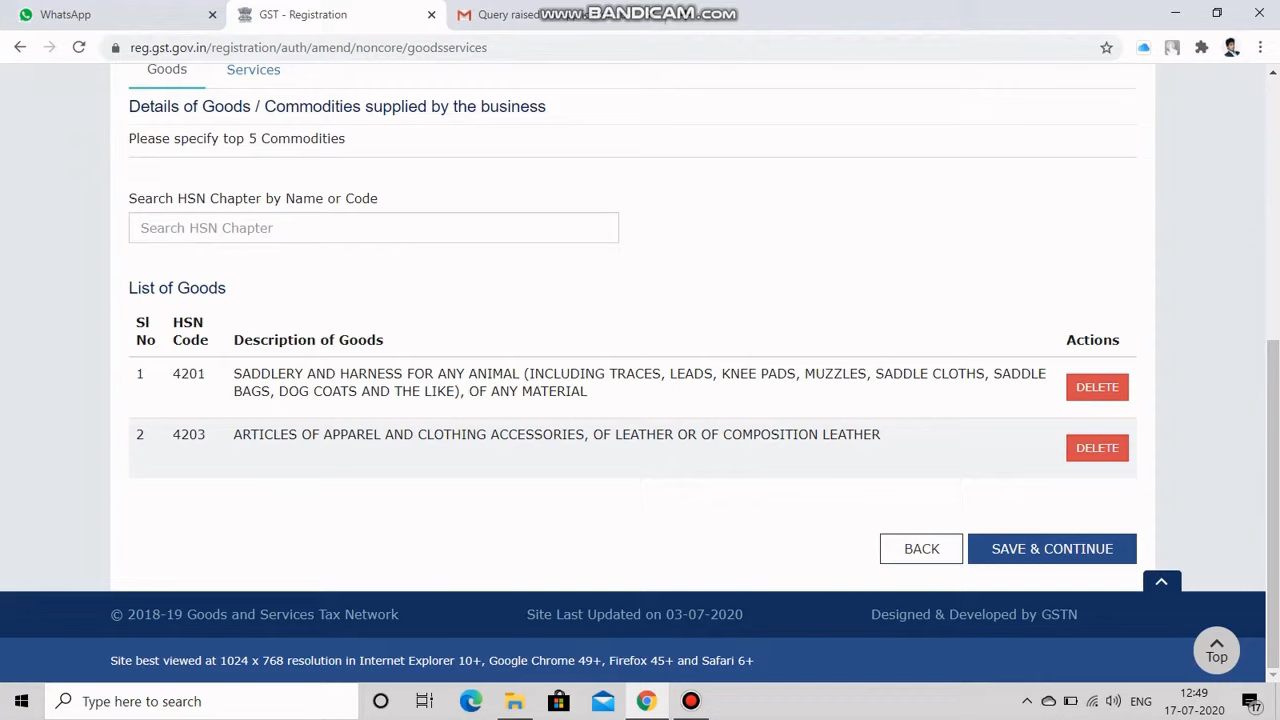 WhatsApp
GST - Registration
Query raised
WWW.BANDICAM.COM
reg.gst.gov.in/registration/auth/amend/noncore/goodsservices
Goods
Services
Details of Goods / Commodities supplied by the business
Please specify top 5 Commodities
Search HSN Chapter by Name or Code
Search HSN Chapter
List of Goods
Sl No
HSN Code
Description of Goods
Actions
1
4201
SADDLERY AND HARNESS FOR ANY ANIMAL (INCLUDING TRACES, LEADS, KNEE PADS, MUZZLES, SADDLE CLOTHS, SADDLE
BAGS, DOG COATS AND THE LIKE), OF ANY MATERIAL
DELETE
2
4203
ARTICLES OF APPAREL AND CLOTHING ACCESSORIES, OF LEATHER OR OF COMPOSITION LEATHER
DELETE
BACK
SAVE & CONTINUE
© 2018-19 Goods and Services Tax Network
Site Last Updated on 03-07-2020
Designed & Developed by GSTN
Site best viewed at 1024 x 768 resolution in Internet Explorer 10+, Google Chrome 49+, Firefox 45+ and Safari 6+
Top
Type here to search
ENG
12:49
17-07-2020
17